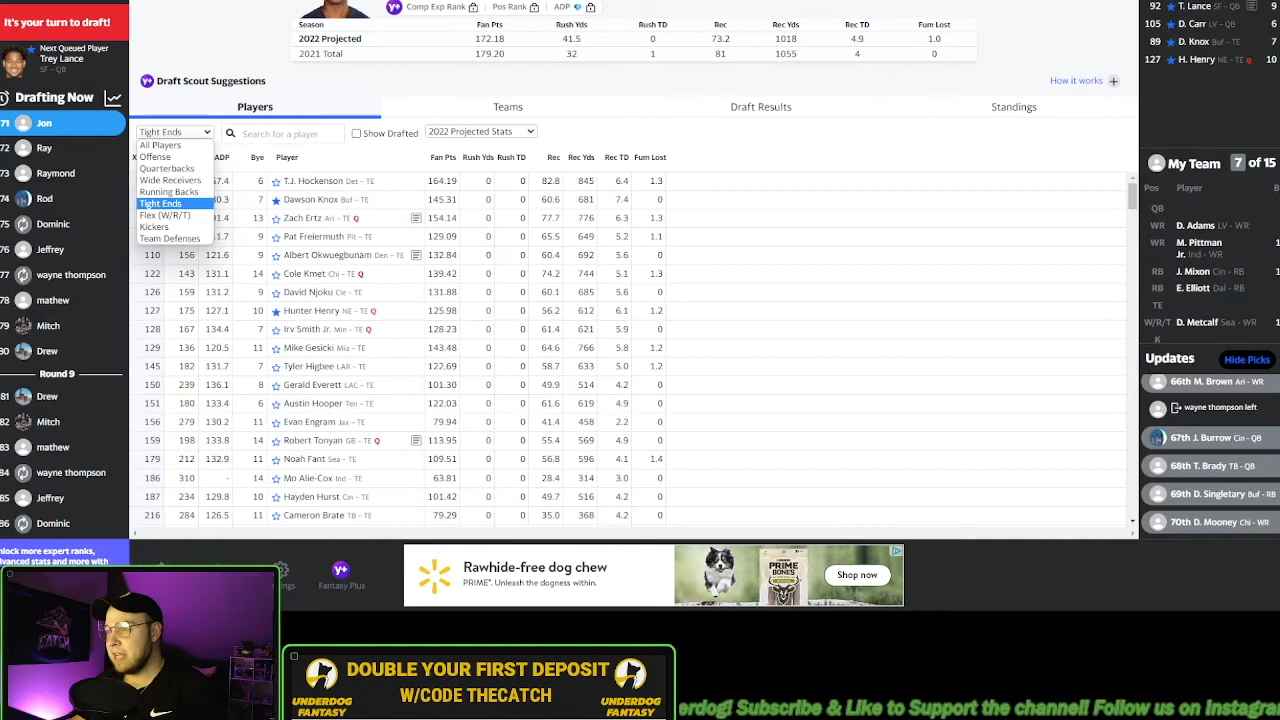 It's your turn to draft!
Next Queued Player
Trey Lance
SF - QB
Drafting Now
71 Jon
Ray
Raymond
74 Rod
75 Dominic
76 Jeffrey
77 wayne thompson
78 mathew
79 Mitch
80 Drew
Round 9
81 Drew
82 Mitch
83 mathew
84 wayne thompson
85 Jeffrey
86 Dominic
nlock more expert ranks,
dvanced stats and more with
Comp Exp Rank Pos Rank ADP
Season Fan Pts Rush Yds Rush TD Rec Rec Yds Rec TD Fum Lost
2022 Projected 172.18 41.5 0 73.2 1018 4.9 1.0
2021 Total 179.20 32 1 81 1055 4 0
Y+ Draft Scout Suggestions How it works +
Players Teams Draft Results Standings
Tight Ends Search for a player Show Drafted 2022 Projected Stats
All Players
Offense
Quarterbacks
Wide Receivers
Running Backs
Tight Ends
Flex (W/R/T)
Kickers
Team Defenses
ADP Bye Player Fan Pts Rush Yds Rush TD Rec Rec Yds Rec TD Fum Lost
67.4 6 T.J. Hockenson Det - TE 164.19 0 0 82.8 845 6.4 1.3
7 Dawson Knox Buf - TE 145.31 0 0 60.6 681 7.4 0
13 Zach Ertz Ari - TE Q 154.14 0 0 77.7 776 6.3 1.3
9 Pat Freiermuth Pit - TE 129.09 0 0 65.5 649 5.2 1.1
110 156 121.6 9 Albert Okwuegbunam Den - TE 132.84 0 0 60.4 692 5.6 0
122 143 131.1 14 Cole Kmet Chi - TE Q 139.42 0 0 74.2 744 5.1 1.3
126 159 131.2 9 David Njoku Cle - TE 131.88 0 0 60.1 685 5.6 0
127 175 127.1 10 Hunter Henry NE - TE Q 125.98 0 0 56.2 612 6.1 1.2
128 167 134.4 7 Irv Smith Jr. Min - TE Q 128.23 0 0 61.4 621 5.9 0
129 136 120.5 11 Mike Gesicki Mia - TE 143.48 0 0 64.6 766 5.8 1.2
145 182 131.7 7 Tyler Higbee LAR - TE 122.69 0 0 58.7 633 5.0 1.2
150 239 136.1 8 Gerald Everett LAC - TE 101.30 0 0 49.9 514 4.2 0
151 180 133.4 6 Austin Hooper Ten - TE 122.03 0 0 61.6 619 4.9 0
156 279 130.2 11 Evan Engram Jax - TE 79.94 0 0 41.4 458 2.2 0
159 198 133.8 14 Robert Tonyan GB - TE Q 113.95 0 0 55.4 569 4.9 0
179 212 132.9 11 Noah Fant Sea - TE 109.51 0 0 56.8 596 4.1 1.4
186 310 - 14 Mo Alie-Cox Ind - TE 63.81 0 0 28.4 314 3.0 0
187 234 129.8 10 Hayden Hurst Cin - TE 101.42 0 0 49.7 516 4.2 0
216 284 126.5 11 Cameron Brate TB - TE 79.29 0 0 35.0 368 4.2 0
92 T. Lance SF - QB 9
105 D. Carr LV - QB 6
89 D. Knox Buf - TE 7
127 H. Henry NE - TE Q 10
My Team 7 of 15
Pos Player
QB
WR D. Adams LV - WR
WR M. Pittman Jr. Ind - WR
RB J. Mixon Cin - RB
RB E. Elliott Dal - RB
TE
W/R/T D. Metcalf Sea - WR
K
Updates Hide Picks
66th M. Brown Ari - WR
wayne thompson left
67th J. Burrow Cin - QB
68th T. Brady TB - QB
69th D. Singletary Buf - RB
70th D. Mooney Chi - WR
Y+
Fantasy Plus
Rawhide-free dog chew
PRIME™. Unleash the dogness within.
PRIME BONES
Shop now
CATCH
DOUBLE YOUR FIRST DEPOSIT
W/CODE THECATCH
UNDERDOG FANTASY
UNDERDOG FANTASY
derdog! Subscribe & Like to Support the channel! Follow us on Instagra